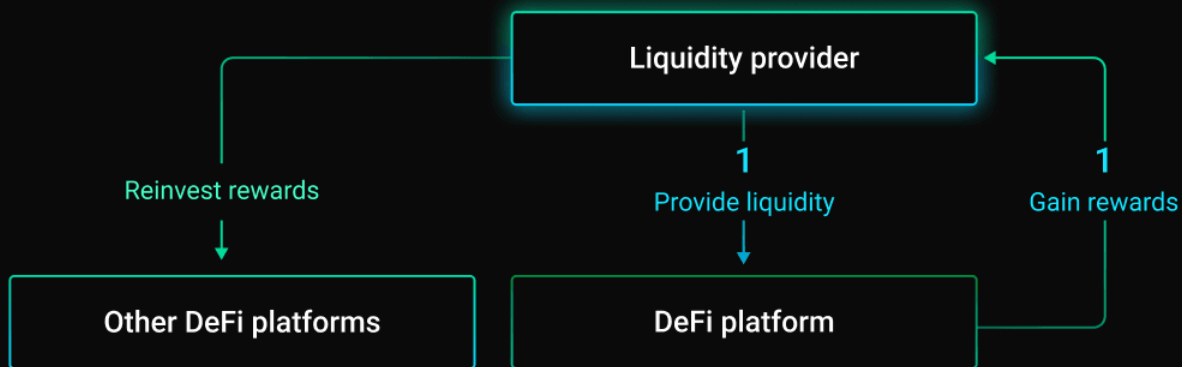 Liquidity provider
Reinvest rewards
1
Provide liquidity
1
Gain rewards
Other DeFi platforms
DeFi platform